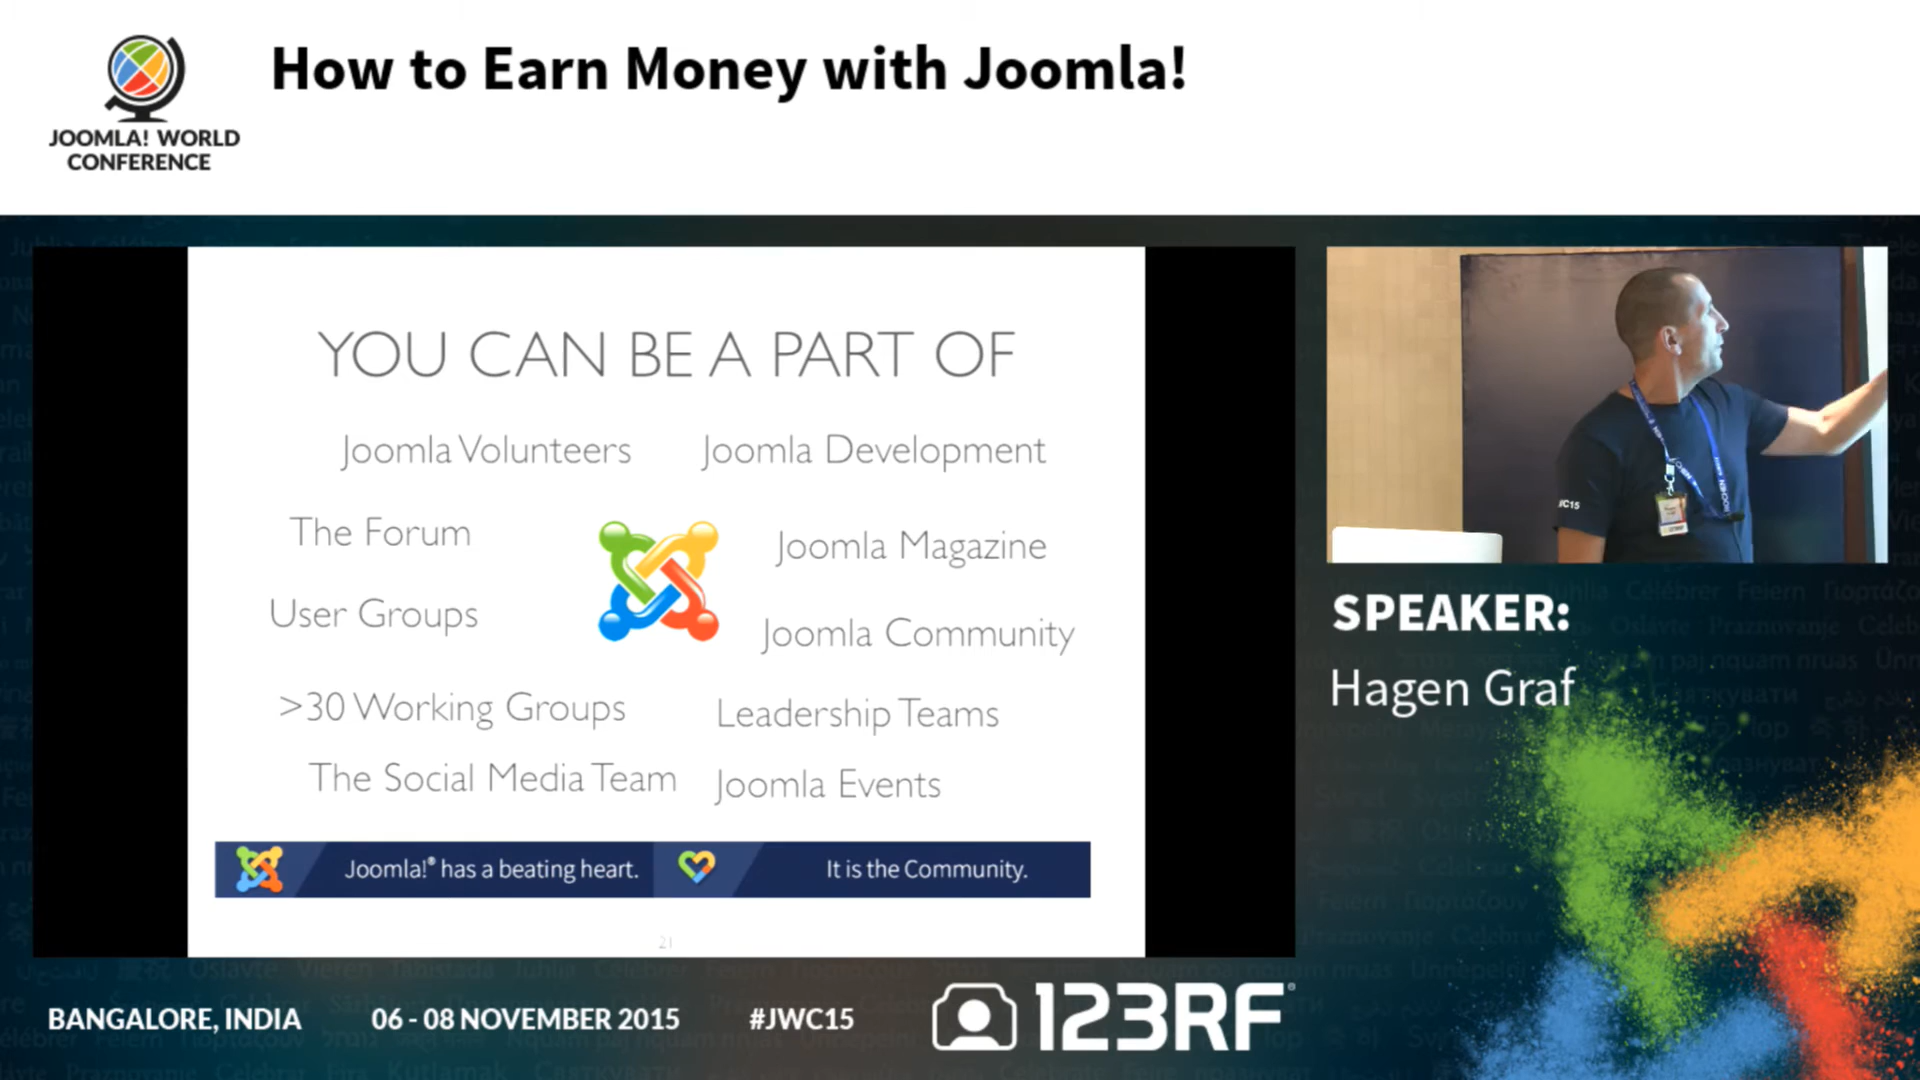 JOOMLA! WORLD
CONFERENCE
How to Earn Money with Joomla!
YOU CAN BE A PART OF
Joomla Volunteers
Joomla Development
The Forum
Joomla Magazine
User Groups
Joomla Community
>30 Working Groups
Leadership Teams
The Social Media Team
Joomla Events
Joomla!® has a beating heart.
It is the Community.
21
SPEAKER:
Hagen Graf
BANGALORE, INDIA
06 - 08 NOVEMBER 2015
#JWC15
123RF®